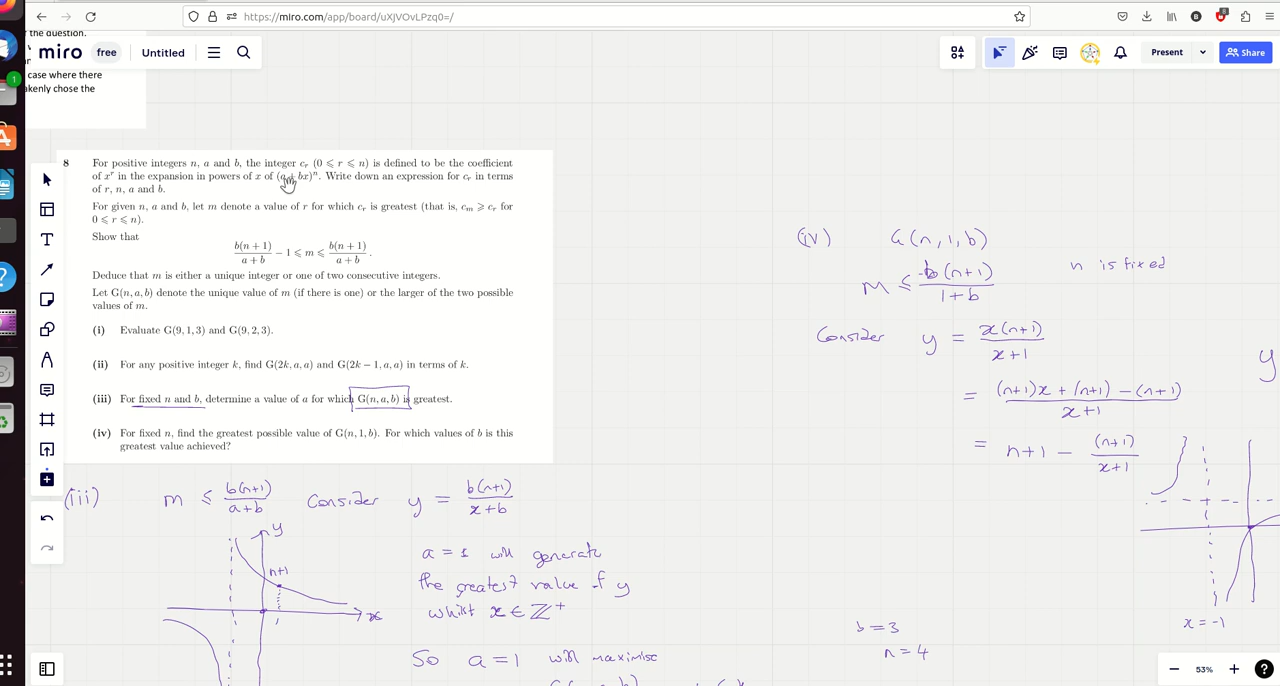 https://miro.com/app/board/uXJVOvLPzq0=/
the question.
case where there
akenly chose the
miro
free
Untitled
Present
Share
8 For positive integers n, a and b, the integer cᵣ (0 ⩽ r ⩽ n) is defined to be the coefficient
of xʳ in the expansion in powers of x of (a + bx)ⁿ. Write down an expression for cᵣ in terms
of r, n, a and b.
For given n, a and b, let m denote a value of r for which cᵣ is greatest (that is, cₘ ⩾ cᵣ for
0 ⩽ r ⩽ n).
Show that
b(n+1)/(a+b) − 1 ⩽ m ⩽ b(n+1)/(a+b) .
Deduce that m is either a unique integer or one of two consecutive integers.
Let G(n, a, b) denote the unique value of m (if there is one) or the larger of the two possible
values of m.
(i) Evaluate G(9, 1, 3) and G(9, 2, 3).
(ii) For any positive integer k, find G(2k, a, a) and G(2k − 1, a, a) in terms of k.
(iii) For fixed n and b, determine a value of a for which G(n, a, b) is greatest.
(iv) For fixed n, find the greatest possible value of G(n, 1, b). For which values of b is this
greatest value achieved?
(iii) m ⩽ b(n+1)/(a+b) Consider y = b(n+1)/(x+b)
y
n+1
x
1
a = 1 will generate
the greatest value of y
whilst x ∈ ℤ⁺
So a = 1 will maximise
(iv) G(n, 1, b)
n is fixed
m ⩽ b(n+1)/(1+b)
Consider y = x(n+1)/(x+1)
= ((n+1)x + (n+1) − (n+1))/(x+1)
= n+1 − (n+1)/(x+1)
y
x = -1
b = 3
n = 4
53%